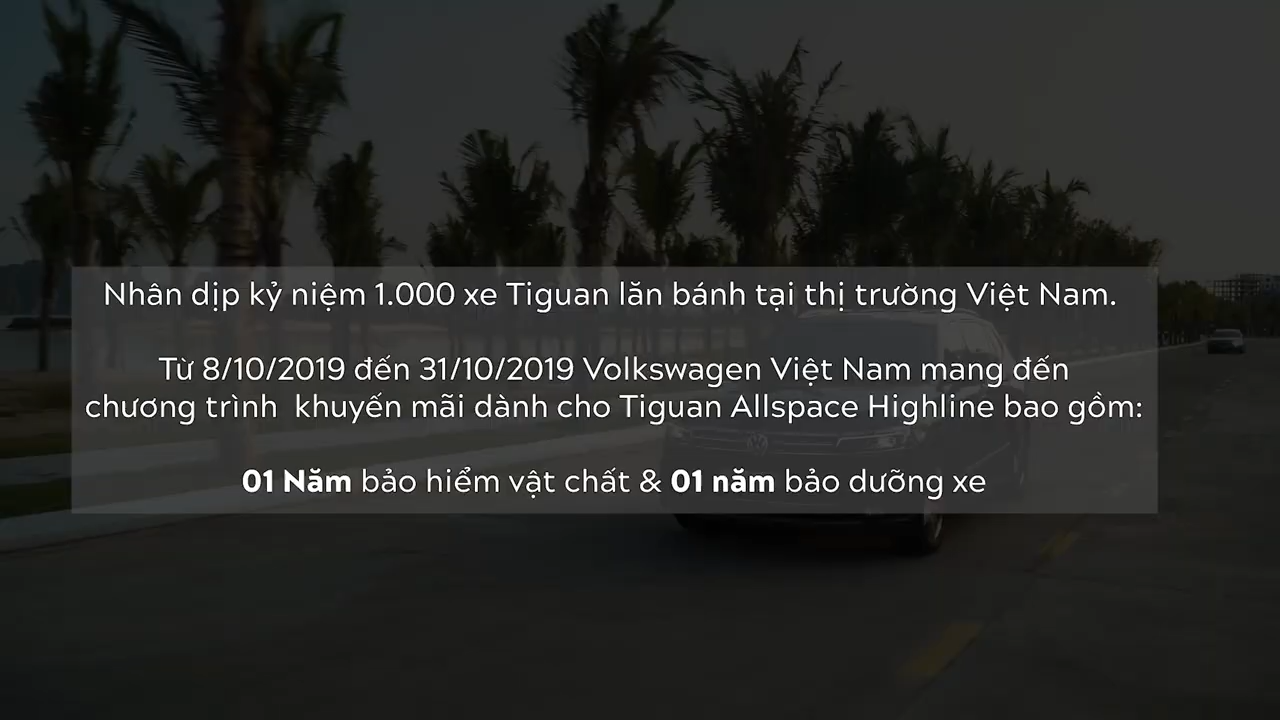 Nhân dịp kỷ niệm 1.000 xe Tiguan lăn bánh tại thị trường Việt Nam.
Từ 8/10/2019 đến 31/10/2019 Volkswagen Việt Nam mang đến
chương trình khuyến mãi dành cho Tiguan Allspace Highline bao gồm:
01 Năm bảo hiểm vật chất & 01 năm bảo dưỡng xe